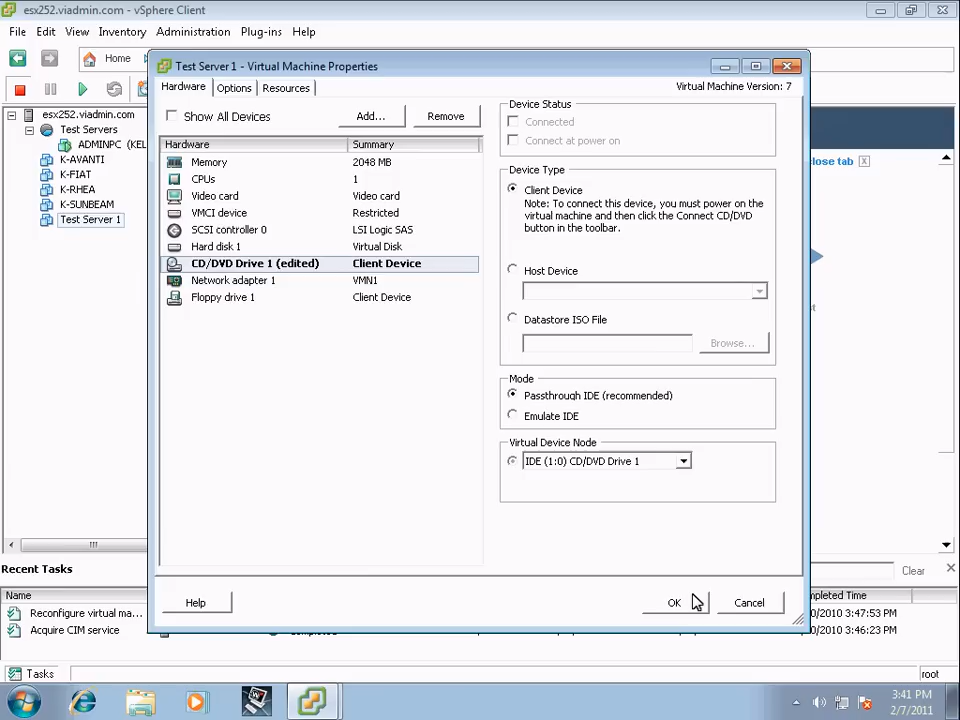 esx252.viadmin.com - vSphere Client
File Edit View Inventory Administration Plug-ins Help
Home
Test Server 1 - Virtual Machine Properties
Hardware Options Resources
Virtual Machine Version: 7
Show All Devices
Add...
Remove
Hardware Summary
Memory 2048 MB
CPUs 1
Video card Video card
VMCI device Restricted
SCSI controller 0 LSI Logic SAS
Hard disk 1 Virtual Disk
CD/DVD Drive 1 (edited) Client Device
Network adapter 1 VMN1
Floppy drive 1 Client Device
Device Status
Connected
Connect at power on
Device Type
Client Device
Note: To connect this device, you must power on the
virtual machine and then click the Connect CD/DVD
button in the toolbar.
Host Device
Datastore ISO File
Browse...
Mode
Passthrough IDE (recommended)
Emulate IDE
Virtual Device Node
IDE (1:0) CD/DVD Drive 1
Help
OK
Cancel
esx252.viadmin.com
Test Servers
ADMINPC (KEL
K-AVANTI
K-FIAT
K-RHEA
K-SUNBEAM
Test Server 1
lose tab
Recent Tasks
Clear
Name
Completed Time
Reconfigure virtual ma...
0/2010 3:47:53 PM
Acquire CIM service
0/2010 3:46:23 PM
Tasks
root
3:41 PM
2/7/2011